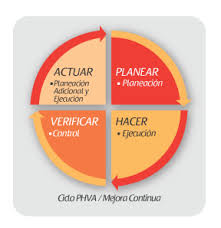 ACTUAR
•Planeación
Adicional y
Ejecución
PLANEAR
•Planeación
VERIFICAR
•Control
HACER
•Ejecución
Ciclo PHVA / Mejora Continua